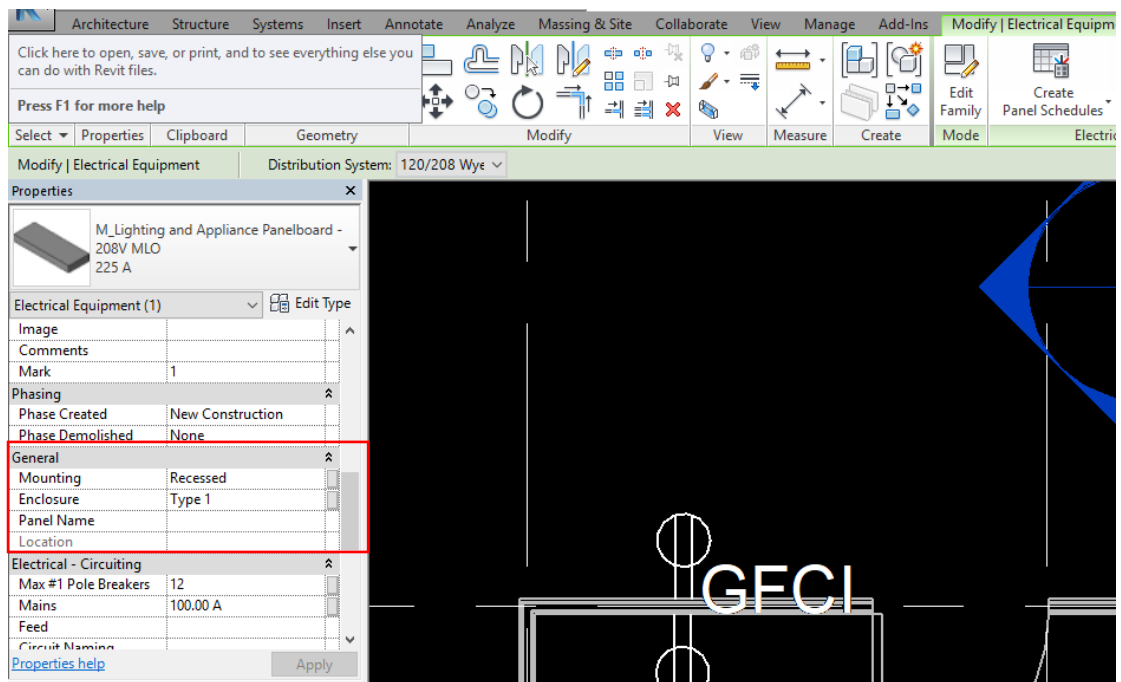 Architecture Structure Systems Insert Annotate Analyze Massing & Site Collaborate View Manage Add-Ins Modify | Electrical Equipm
Click here to open, save, or print, and to see everything else you
can do with Revit files.
Press F1 for more help
Edit
Family
Create
Panel Schedules
Select Properties Clipboard Geometry Modify View Measure Create Mode Electric
Modify | Electrical Equipment Distribution System: 120/208 Wye
Properties
M_Lighting and Appliance Panelboard -
208V MLO
225 A
Electrical Equipment (1) Edit Type
Image
Comments
Mark 1
Phasing
Phase Created New Construction
Phase Demolished None
General
Mounting Recessed
Enclosure Type 1
Panel Name
Location
Electrical - Circuiting
Max #1 Pole Breakers 12
Mains 100.00 A
Feed
Circuit Naming
Properties help Apply
GFCI